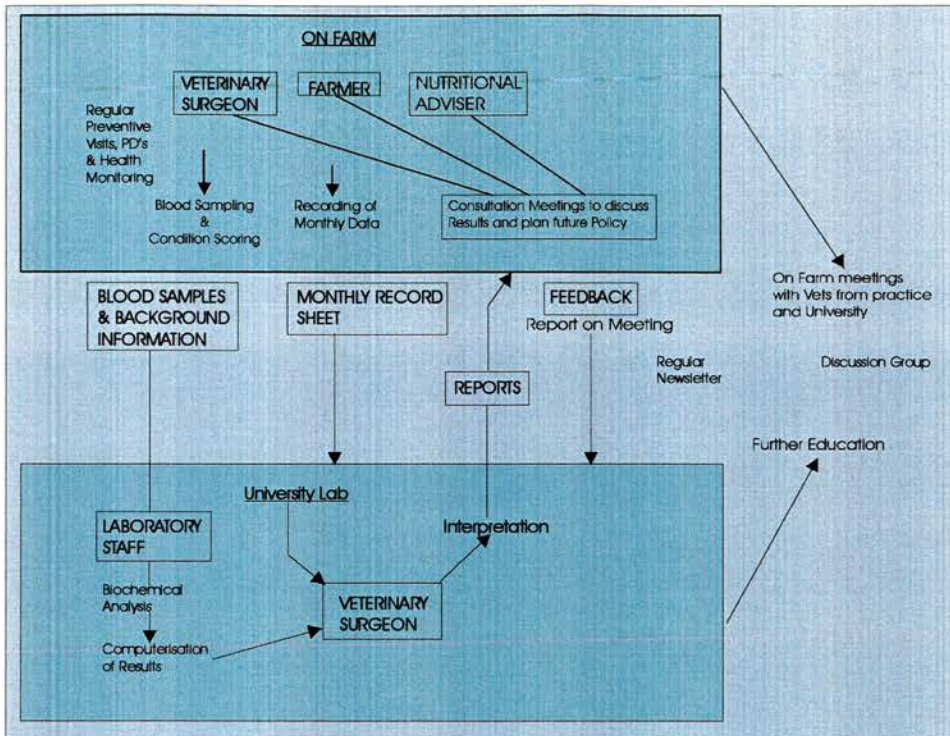 ON FARM
VETERINARY
SURGEON
FARMER
NUTRITIONAL
ADVISER
Regular
Preventive
Visits, PD's
& Health
Monitoring
Blood Sampling
&
Condition Scoring
Recording of
Monthly Data
Consultation Meetings to discuss
Results and plan future Policy
On Farm meetings
with Vets from practice
and University
BLOOD SAMPLES
& BACKGROUND
INFORMATION
MONTHLY RECORD
SHEET
FEEDBACK
Report on Meeting
Regular
Newsletter
Discussion Group
REPORTS
Further Education
University Lab
LABORATORY
STAFF
Interpretation
Biochemical
Analysis
VETERINARY
SURGEON
Computerisation
of Results